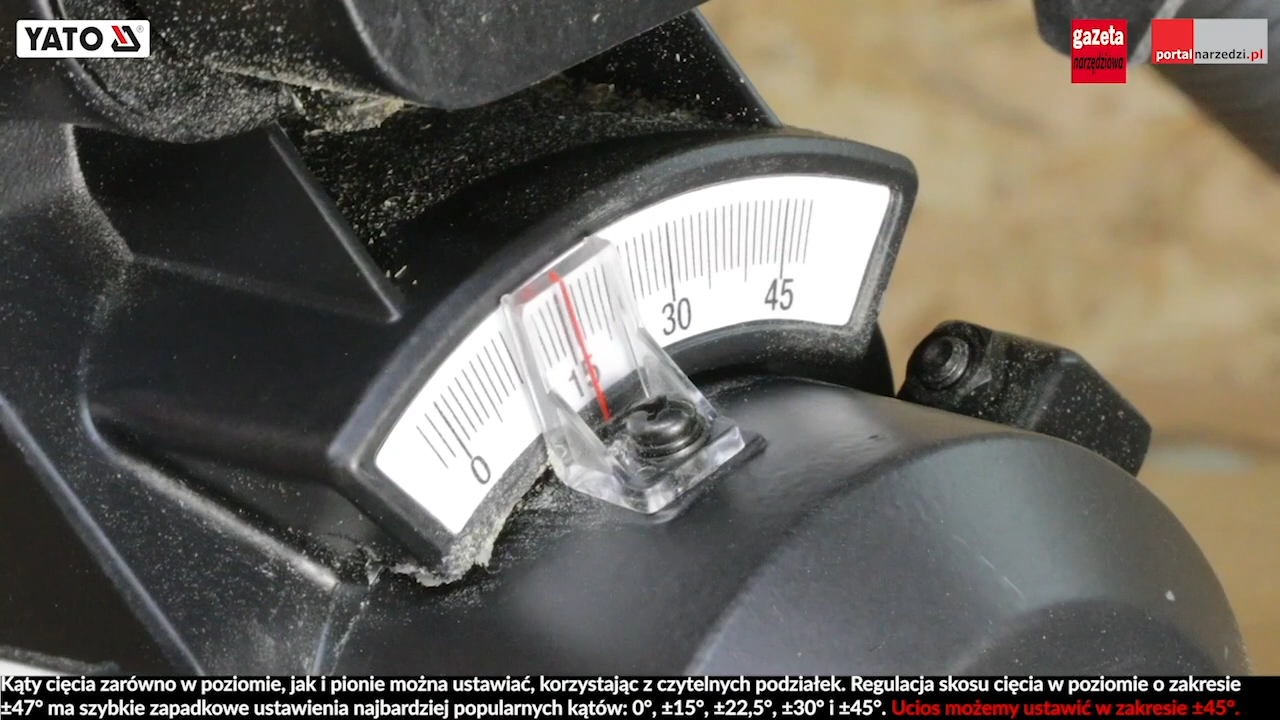 YATO
gazeta
narzędziowa
portalnarzedzi.pl
0
15
30
45
Kąty cięcia zarówno w poziomie, jak i pionie można ustawiać, korzystając z czytelnych podziałek. Regulacja skosu cięcia w poziomie o zakresie
±47° ma szybkie zapadkowe ustawienia najbardziej popularnych kątów: 0°, ±15°, ±22,5°, ±30° i ±45°. Ucios możemy ustawić w zakresie ±45°.